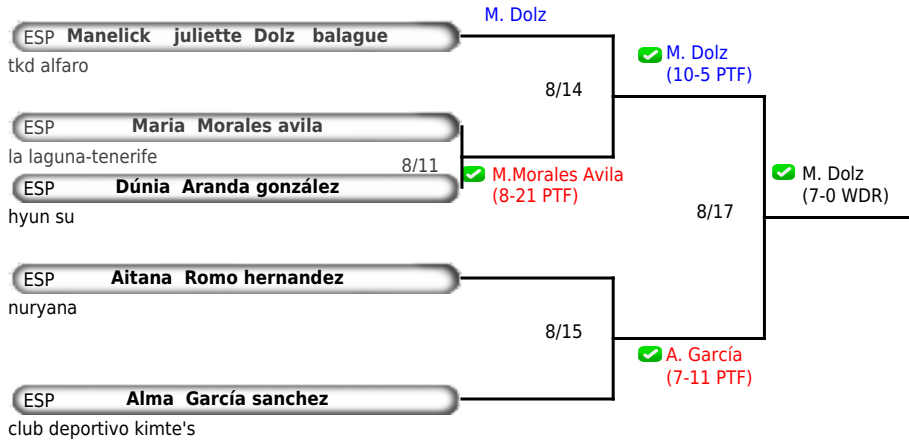 M. Dolz
ESP Manelick juliette Dolz balague
tkd alfaro
M. Dolz
(10-5 PTF)
8/14
ESP Maria Morales avila
la laguna-tenerife
8/11
M.Morales Avila
(8-21 PTF)
ESP Dúnia Aranda gonzález
hyun su
M. Dolz
(7-0 WDR)
8/17
ESP Aitana Romo hernandez
nuryana
8/15
A. García
(7-11 PTF)
ESP Alma García sanchez
club deportivo kimte's